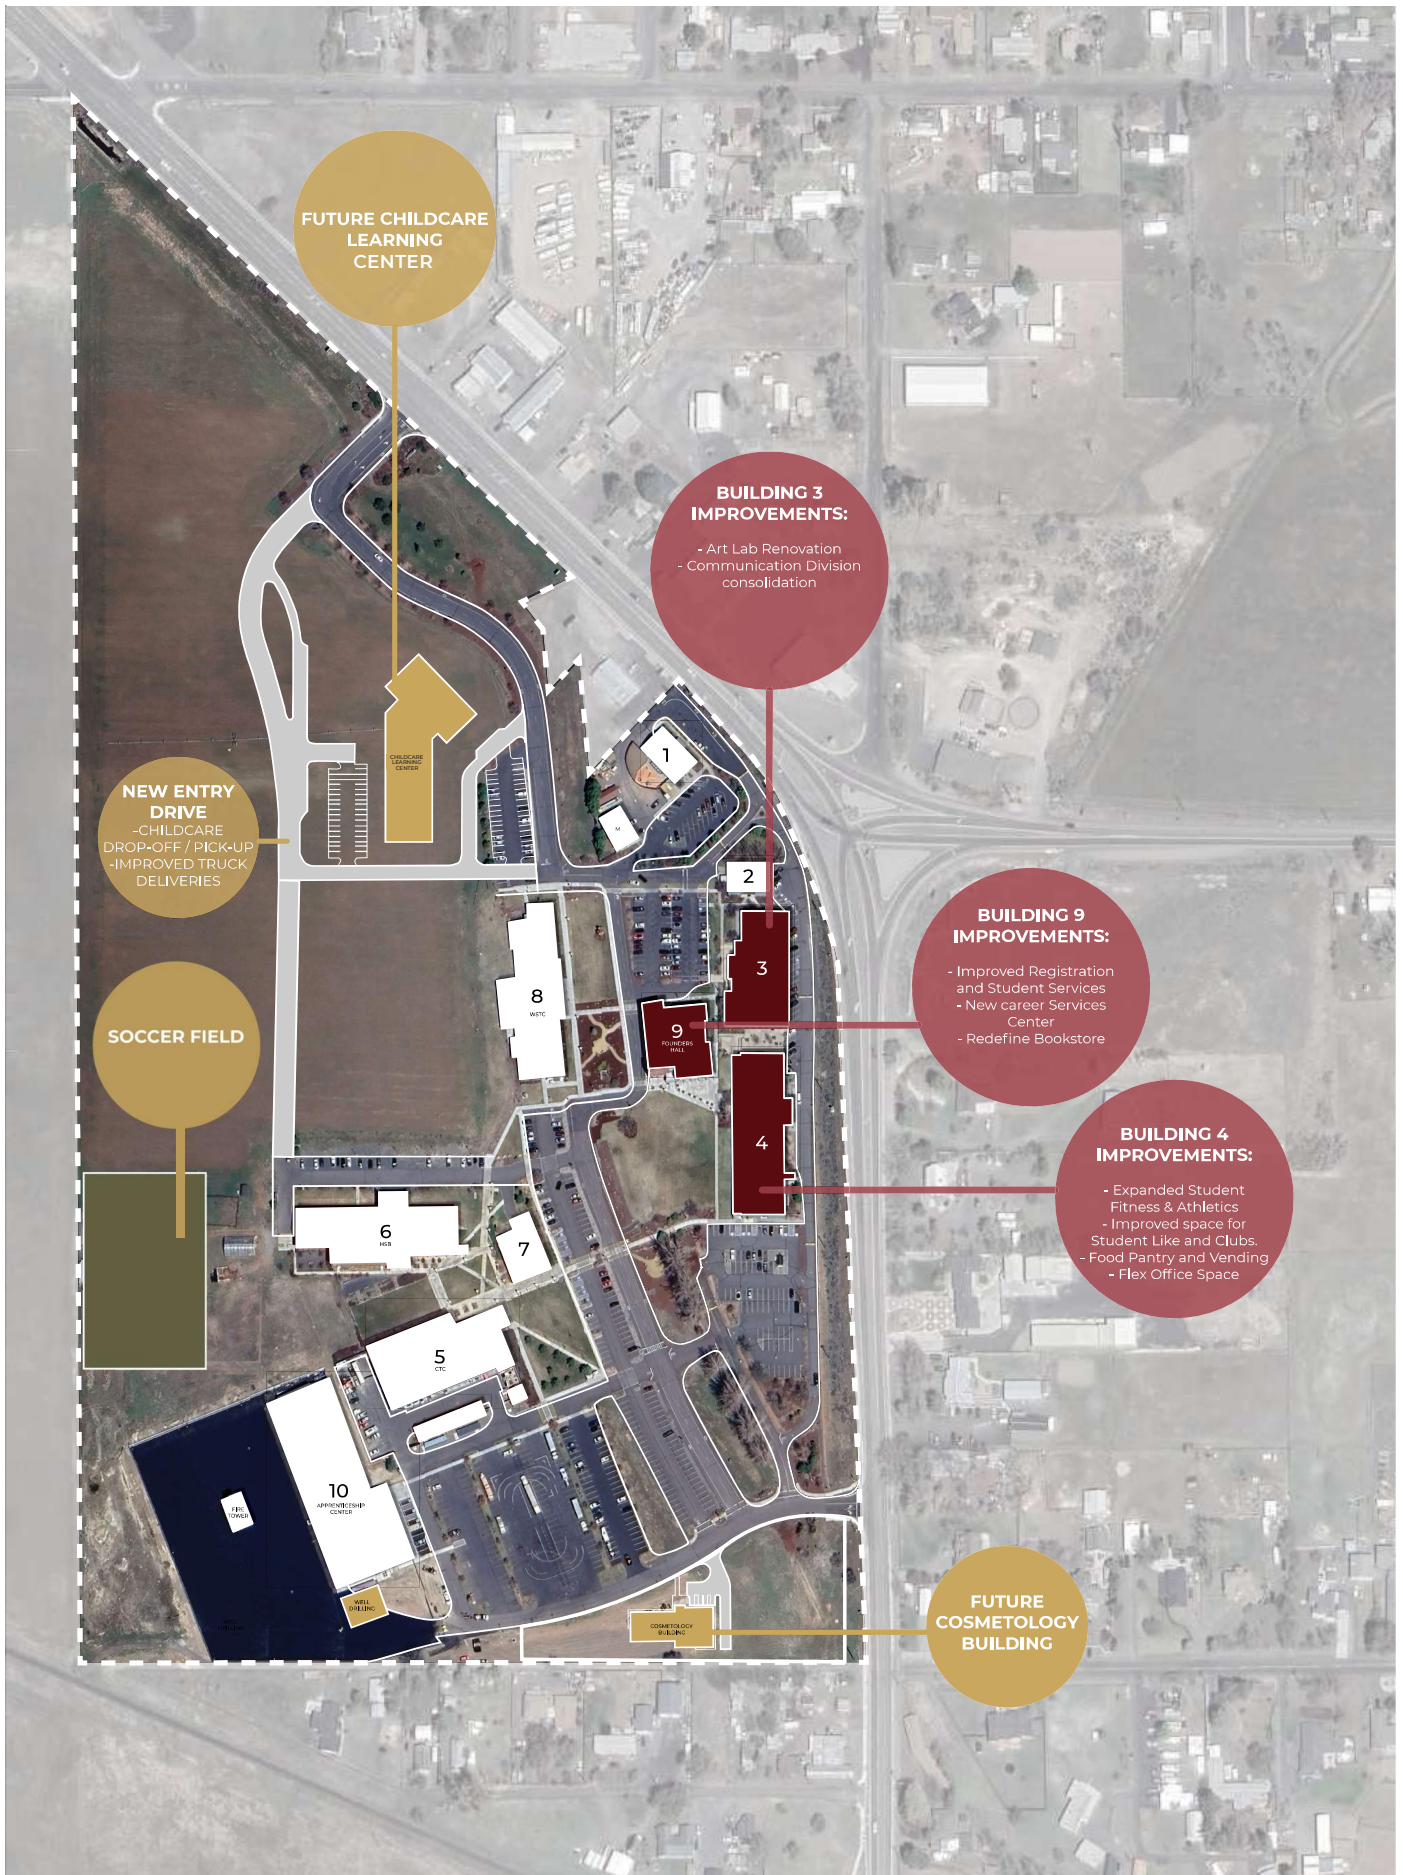 FUTURE CHILDCARE
LEARNING
CENTER
BUILDING 3
IMPROVEMENTS:
- Art Lab Renovation
- Communication Division
consolidation
1
CHILDCARE
LEARNING
CENTER
NEW ENTRY
DRIVE
-CHILDCARE
DROP-OFF / PICK-UP
-IMPROVED TRUCK
DELIVERIES
M
2
BUILDING 9
IMPROVEMENTS:
- Improved Registration
and Student Services
- New career Services
Center
- Redefine Bookstore
3
8
WSTC
9
FOUNDERS
HALL
SOCCER FIELD
4
BUILDING 4
IMPROVEMENTS:
- Expanded Student
Fitness & Athletics
- Improved space for
Student Like and Clubs.
- Food Pantry and Vending
- Flex Office Space
6
HSB
7
5
CTC
10
APPRENTICESHIP
CENTER
FIRE
TOWER
WELL
DRILLING
COSMETOLOGY
BUILDING
FUTURE
COSMETOLOGY
BUILDING